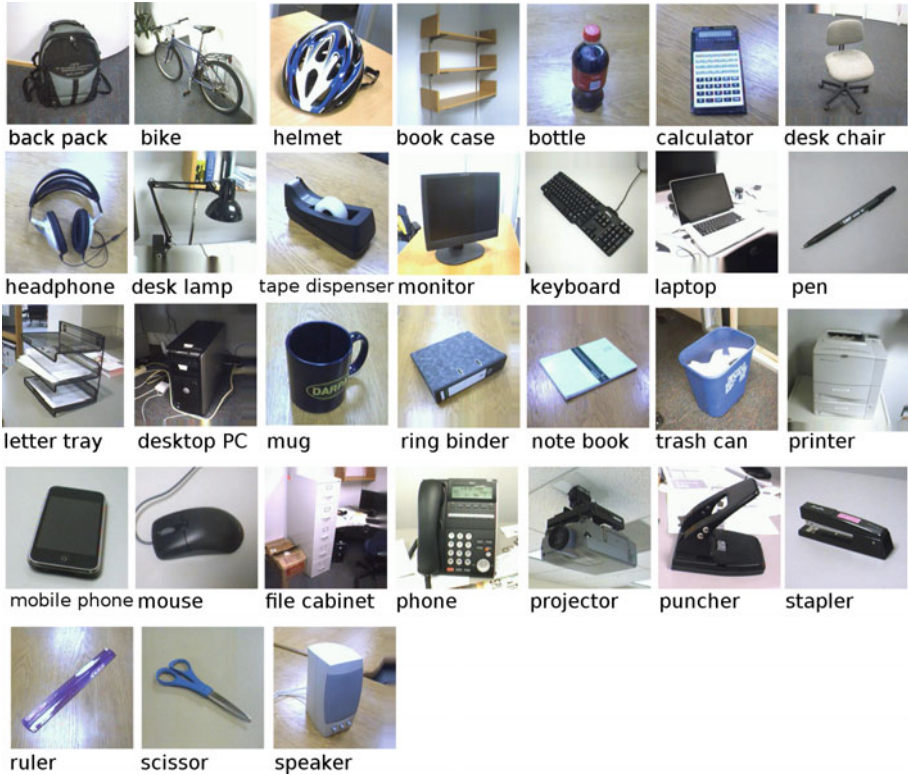 back pack
bike
helmet
book case
bottle
calculator
desk chair
headphone
desk lamp
tape dispenser
monitor
keyboard
laptop
pen
letter tray
desktop PC
DARPA
mug
ring binder
note book
trash can
printer
mobile phone
mouse
file cabinet
phone
projector
puncher
stapler
ruler
scissor
speaker